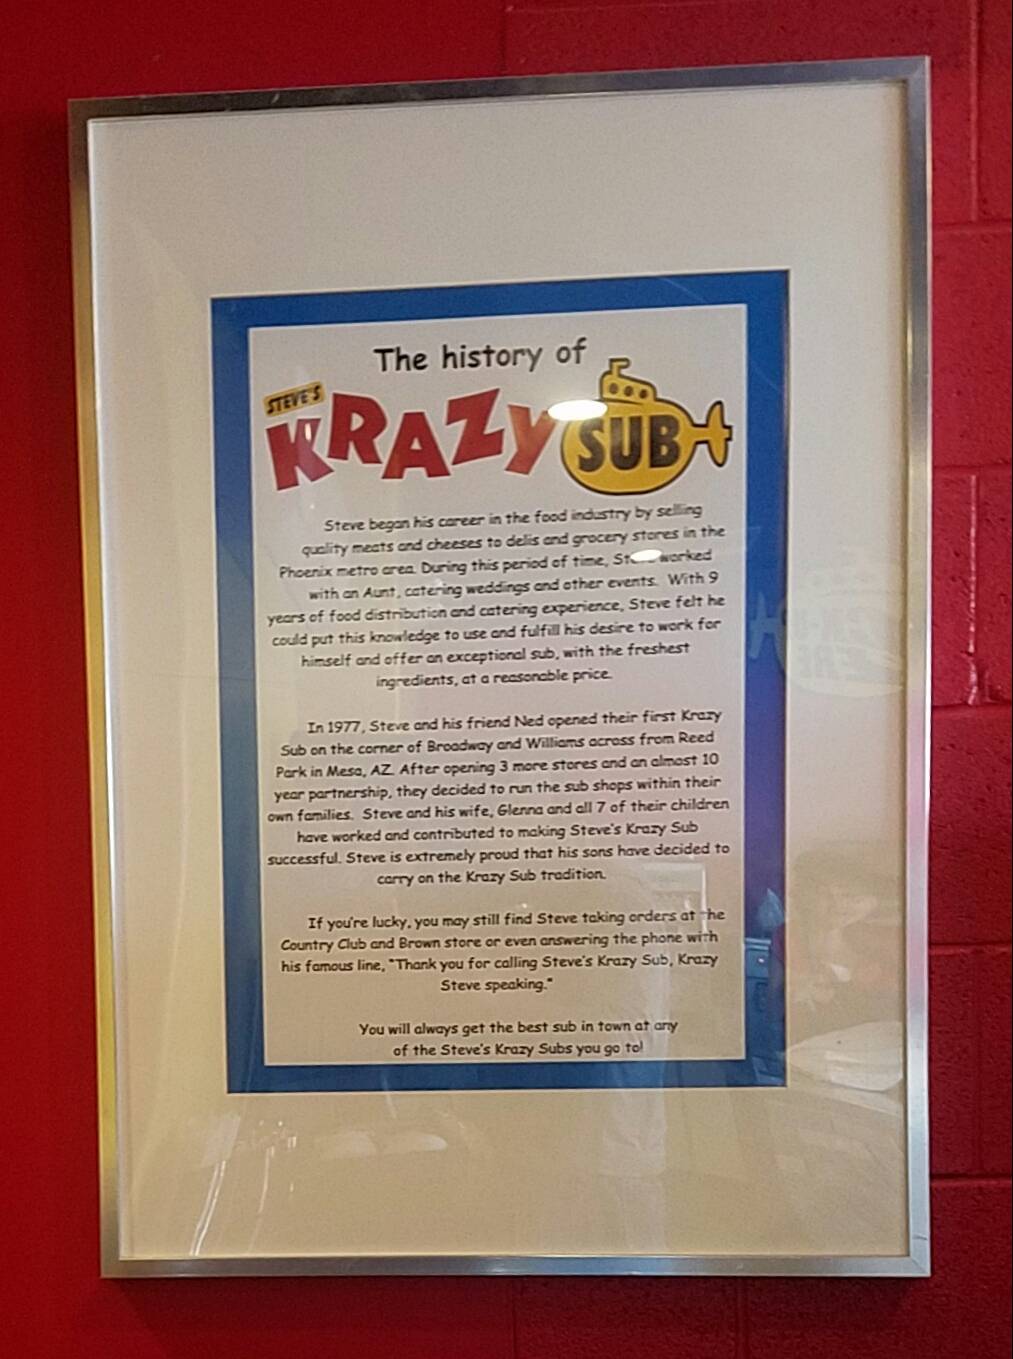 The history of
STEVE'S
KRAZY SUB
Steve began his career in the food industry by selling
quality meats and cheeses to delis and grocery stores in the
Phoenix metro area. During this period of time, Steve worked
with an Aunt, catering weddings and other events. With 9
years of food distribution and catering experience, Steve felt he
could put this knowledge to use and fulfill his desire to work for
himself and offer an exceptional sub, with the freshest
ingredients, at a reasonable price.
In 1977, Steve and his friend Ned opened their first Krazy
Sub on the corner of Broadway and Williams across from Reed
Park in Mesa, AZ. After opening 3 more stores and an almost 10
year partnership, they decided to run the sub shops within their
own families. Steve and his wife, Glenna and all 7 of their children
have worked and contributed to making Steve's Krazy Sub
successful. Steve is extremely proud that his sons have decided to
carry on the Krazy Sub tradition.
If you're lucky, you may still find Steve taking orders at the
Country Club and Brown store or even answering the phone with
his famous line, "Thank you for calling Steve's Krazy Sub, Krazy
Steve speaking."
You will always get the best sub in town at any
of the Steve's Krazy Subs you go to!